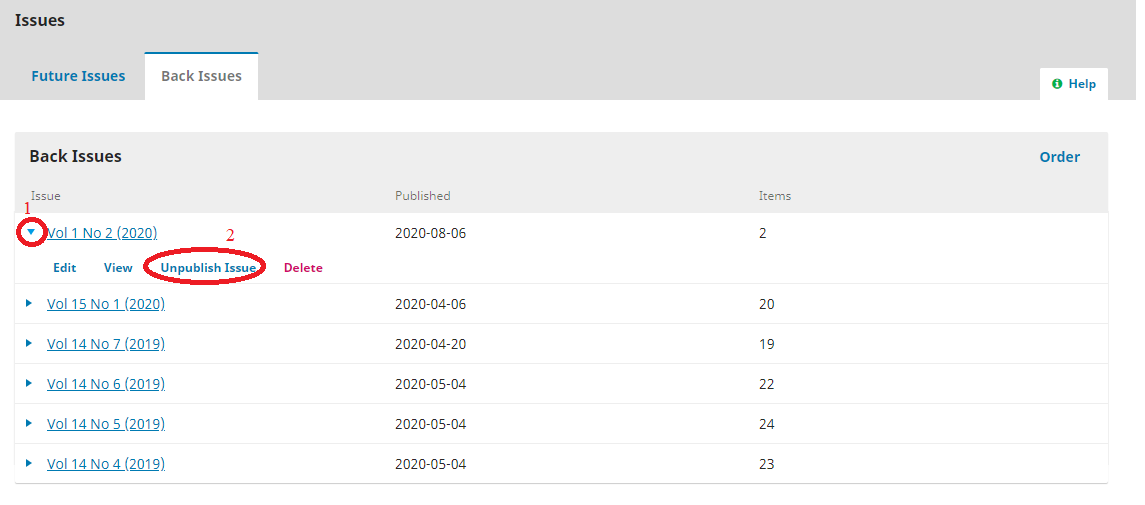 Issues
Future Issues Back Issues
Help
Back Issues Order
Issue Published Items
1
Vol 1 No 2 (2020) 2020-08-06 2
2
Edit View Unpublish Issue Delete
Vol 15 No 1 (2020) 2020-04-06 20
Vol 14 No 7 (2019) 2020-04-20 19
Vol 14 No 6 (2019) 2020-05-04 22
Vol 14 No 5 (2019) 2020-05-04 24
Vol 14 No 4 (2019) 2020-05-04 23